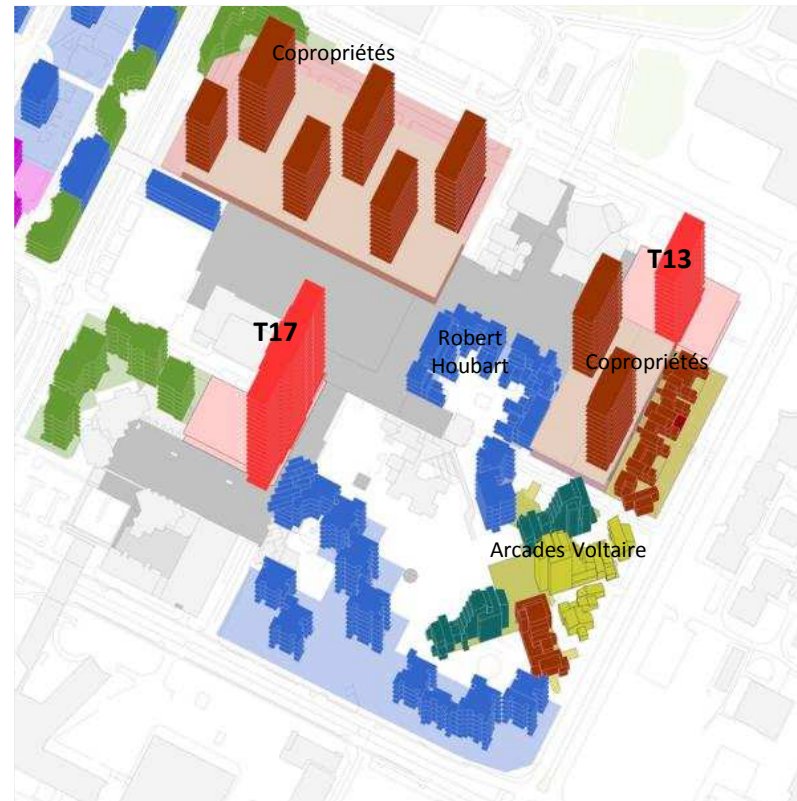 Copropriétés
T13
T17
Robert
Houbart
Copropriétés
Arcades Voltaire